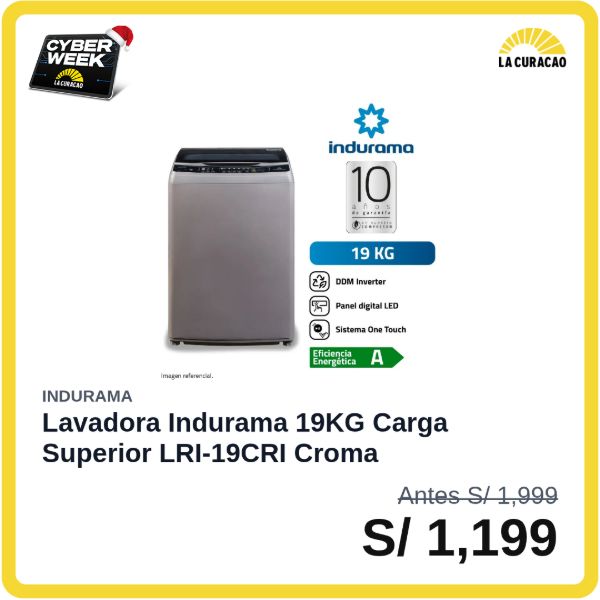 CYBER
WEEK
LA CURACAO
LA CURACAO
indurama
10
años
de garantía
19 KG
DDM Inverter
Panel digital LED
Sistema One Touch
Eficiencia
Energética
A
Imagen referencial.
INDURAMA
Lavadora Indurama 19KG Carga
Superior LRI-19CRI Croma
Antes S/ 1,999
S/ 1,199